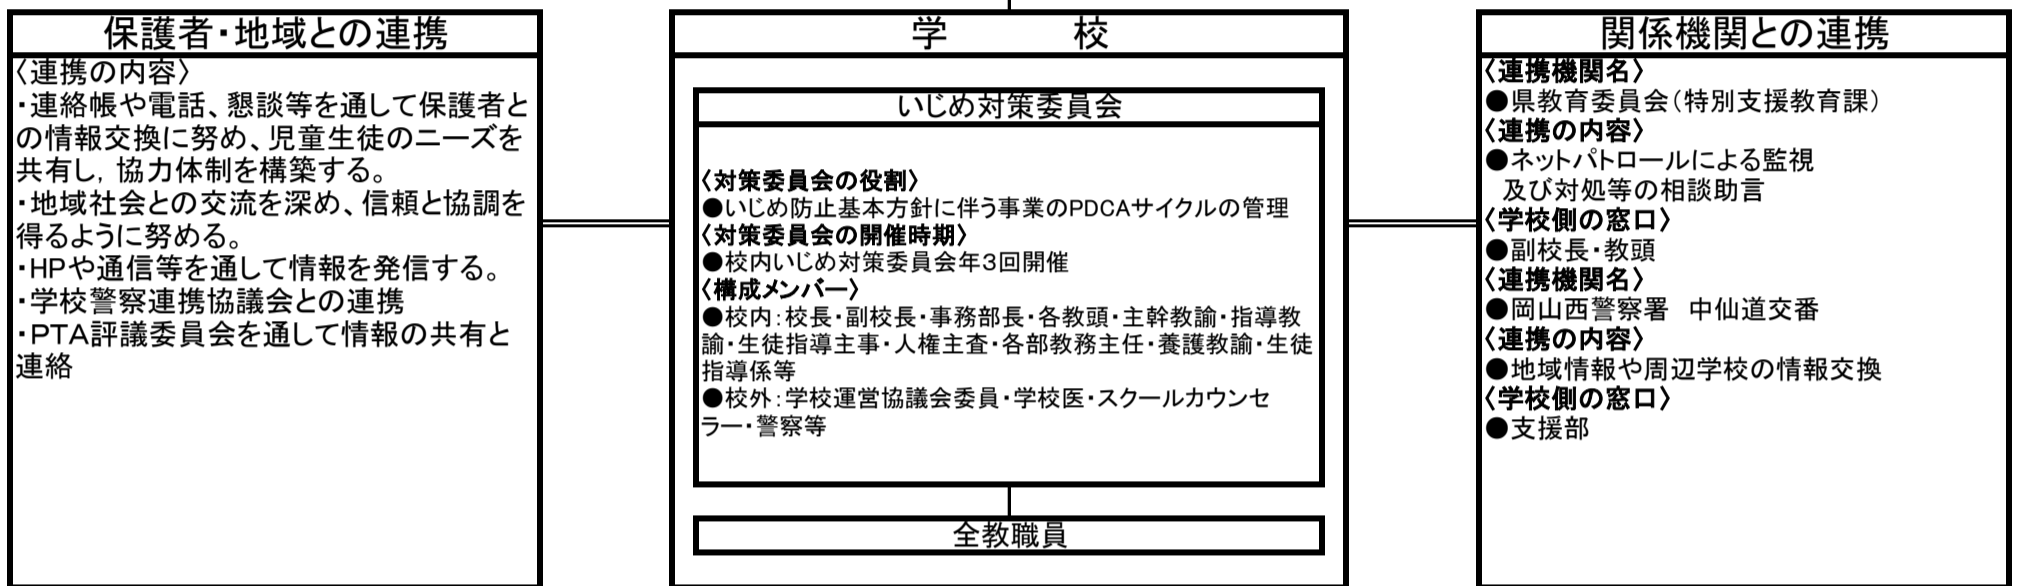 保護者・地域との連携
〈連携の内容〉
・連絡帳や電話、懇談等を通して保護者と
の情報交換に努め、児童生徒のニーズを
共有し，協力体制を構築する。
・地域社会との交流を深め、信頼と協調を
得るように努める。
・HPや通信等を通して情報を発信する。
・学校警察連携協議会との連携
・PTA評議委員会を通して情報の共有と
連絡
学　　　校
いじめ対策委員会
〈対策委員会の役割〉
●いじめ防止基本方針に伴う事業のPDCAサイクルの管理
〈対策委員会の開催時期〉
●校内いじめ対策委員会年３回開催
〈構成メンバー〉
●校内：校長・副校長・事務部長・各教頭・主幹教諭・指導教
諭・生徒指導主事・人権主査・各部教務主任・養護教諭・生徒
指導係等
●校外：学校運営協議会委員・学校医・スクールカウンセ
ラー・警察等
全教職員
関係機関との連携
〈連携機関名〉
●県教育委員会（特別支援教育課）
〈連携の内容〉
●ネットパトロールによる監視
及び対処等の相談助言
〈学校側の窓口〉
●副校長・教頭
〈連携機関名〉
●岡山西警察署　中仙道交番
〈連携の内容〉
●地域情報や周辺学校の情報交換
〈学校側の窓口〉
●支援部